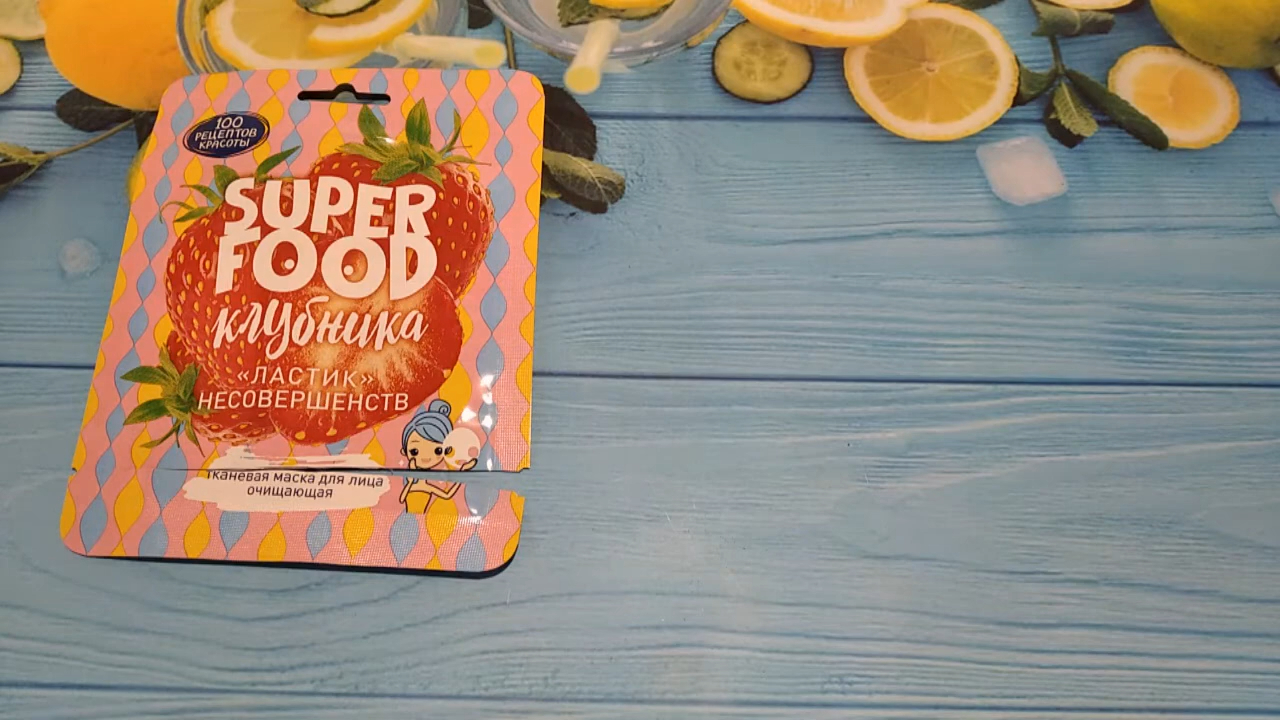 100
РЕЦЕПТОВ
КРАСОТЫ
SUPER
FOOD
клубника
«ЛАСТИК»
НЕСОВЕРШЕНСТВ
тканевая маска для лица
очищающая